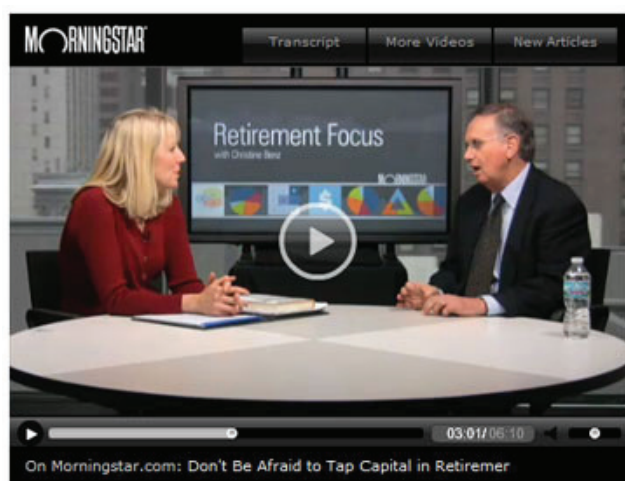 MORNINGSTAR
Transcript
More Videos
New Articles
Retirement Focus
with Christine Benz
MORNINGSTAR
03:01/06:10
On Morningstar.com: Don't Be Afraid to Tap Capital in Retiremer